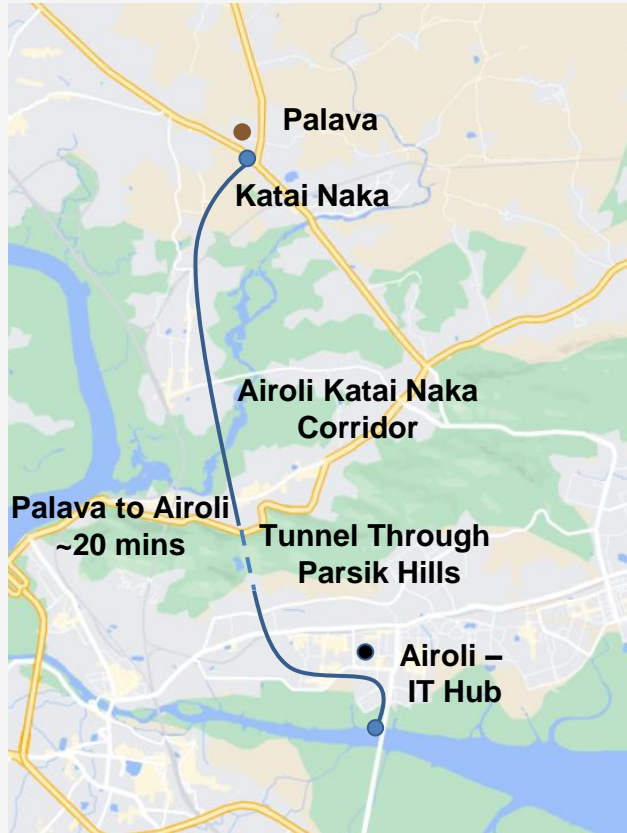 Palava
Katai Naka
Airoli Katai Naka
Corridor
Palava to Airoli
~20 mins
Tunnel Through
Parsik Hills
Airoli –
IT Hub